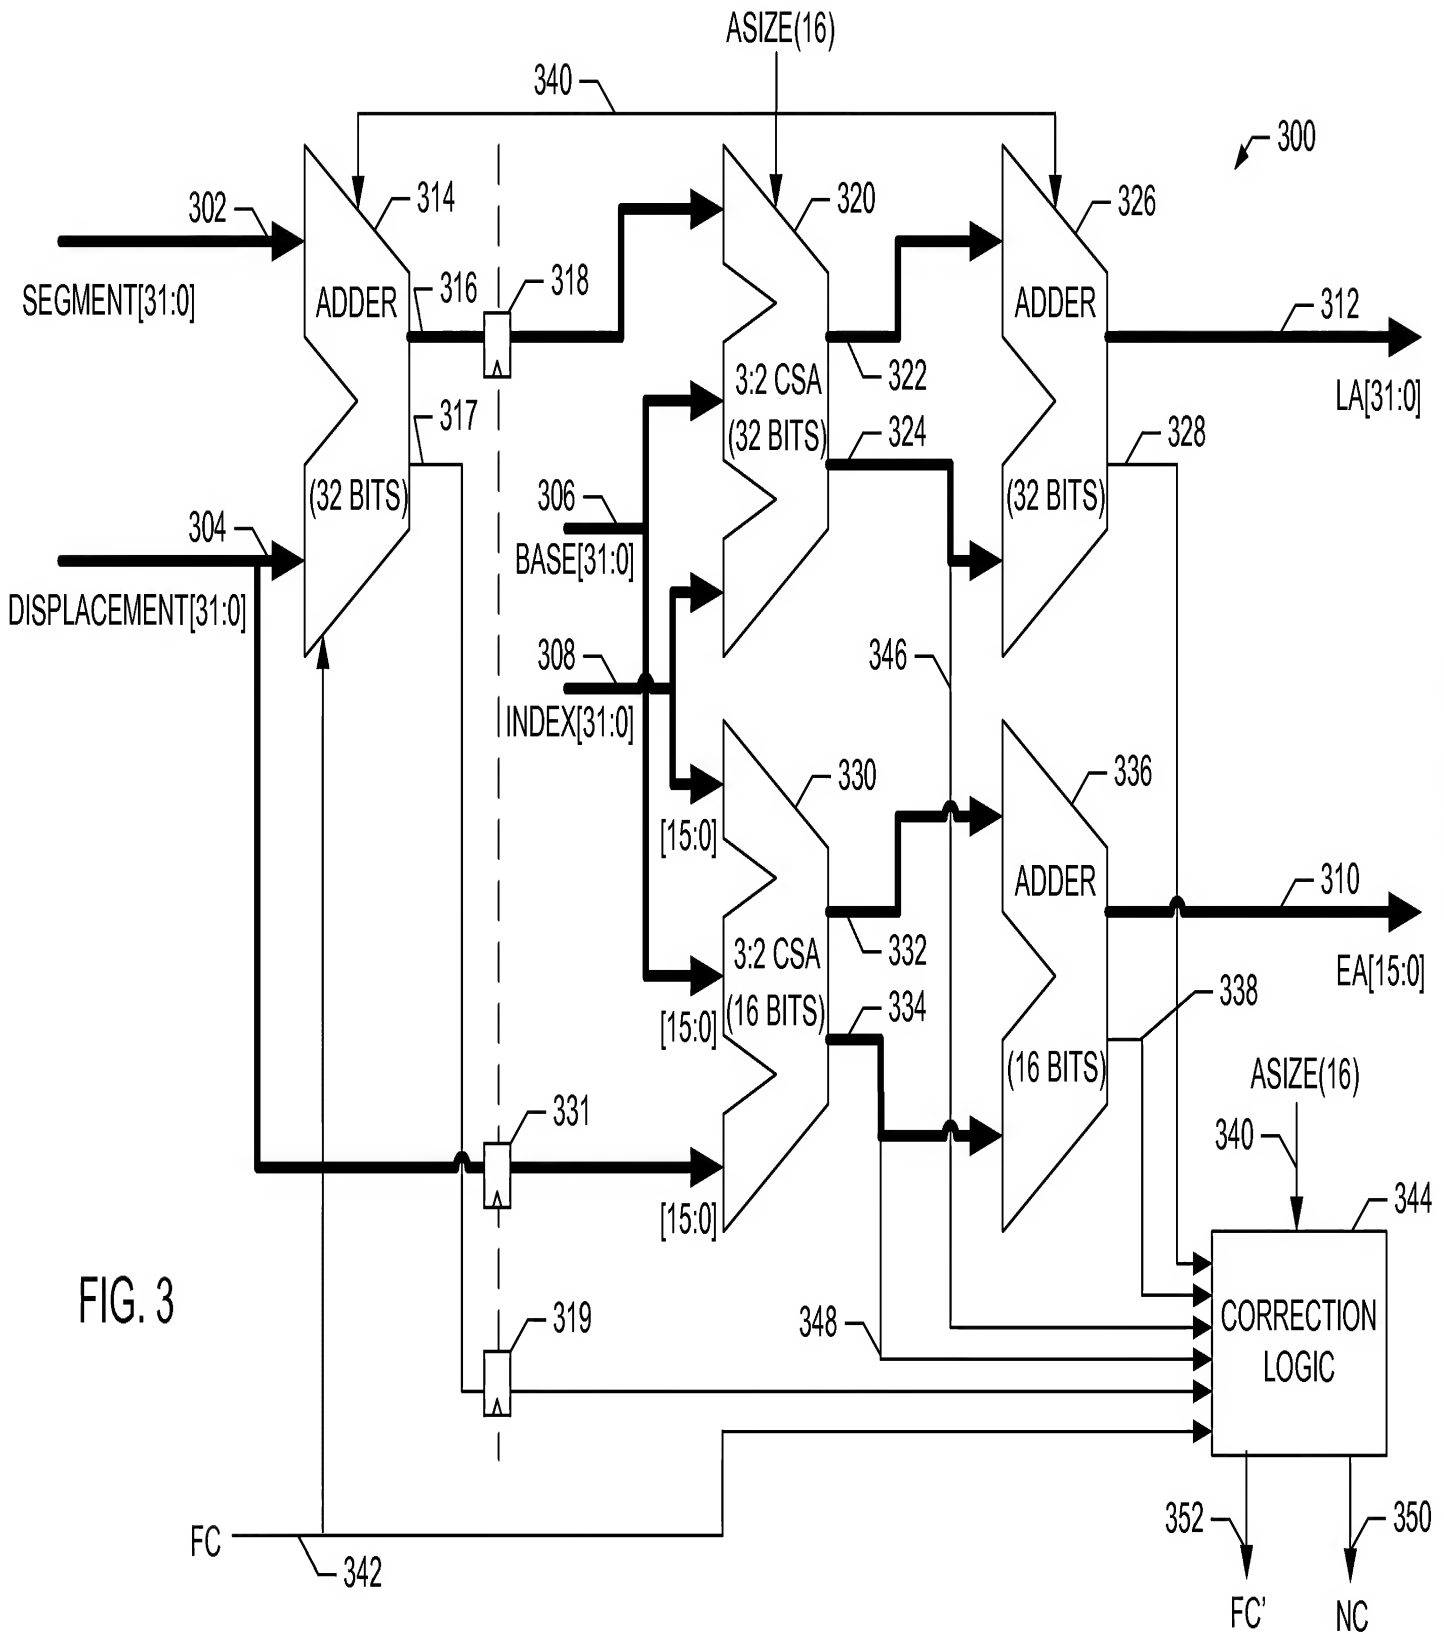 ASIZE(16)
340
300
302
314
320
326
SEGMENT[31:0]
ADDER
316
318
ADDER
312
322
3:2 CSA
LA[31:0]
317
(32 BITS)
324
328
306
(32 BITS)
(32 BITS)
304
BASE[31:0]
DISPLACEMENT[31:0]
308
346
INDEX[31:0]
330
336
[15:0]
ADDER
310
3:2 CSA
332
EA[15:0]
334
338
[15:0]
(16 BITS)
(16 BITS)
ASIZE(16)
331
340
344
[15:0]
FIG. 3
319
348
CORRECTION
LOGIC
FC
342
352
350
FC'
NC